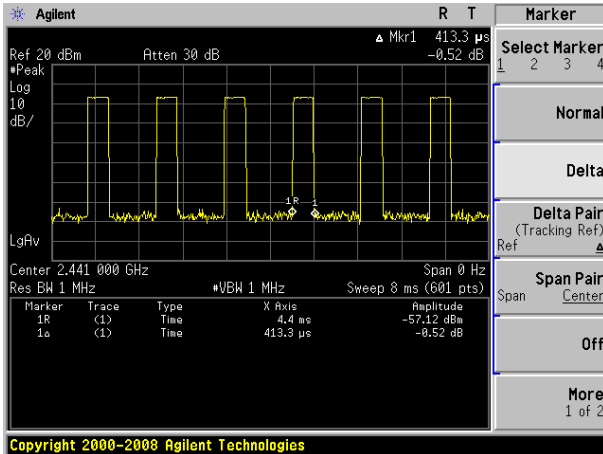 Agilent R T Marker
Δ Mkr1 413.3 µs
Ref 20 dBm Atten 30 dB -0.52 dB
#Peak
Log
10
dB/
1R 1
LgAv
Center 2.441 000 GHz Span 0 Hz
Res BW 1 MHz #VBW 1 MHz Sweep 8 ms (601 pts)
Marker Trace Type X Axis Amplitude
1R (1) Time 4.4 ms -57.12 dBm
1Δ (1) Time 413.3 µs -0.52 dB
Select Marker
1 2 3 4
Normal
Delta
Delta Pair
(Tracking Ref)
Ref Δ
Span Pair
Span Center
Off
More
1 of 2
Copyright 2000-2008 Agilent Technologies